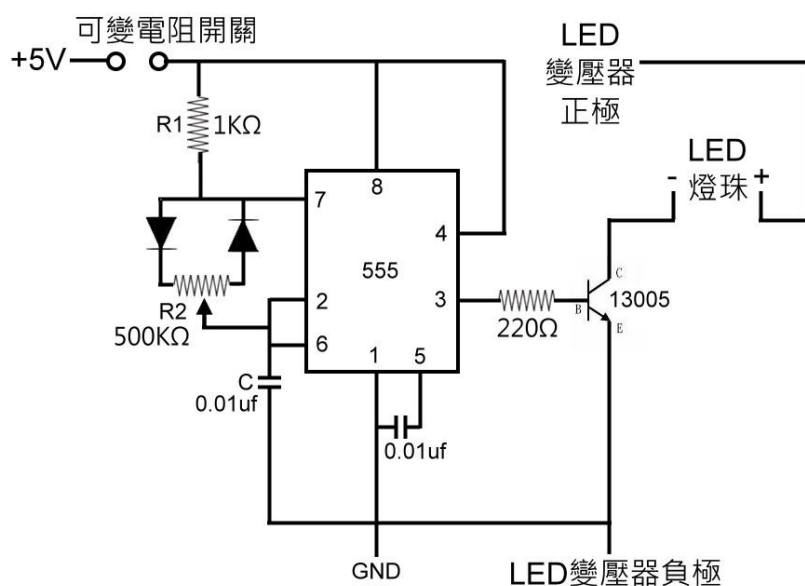 可變電阻開關
+5V
LED
變壓器
正極
R1
1KΩ
LED
燈珠
-
+
7
8
4
555
2
3
6
1
5
R2
500KΩ
C
0.01uf
0.01uf
220Ω
B
C
E
13005
GND
LED變壓器負極